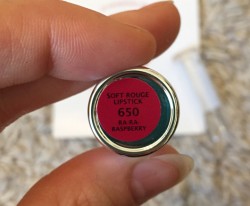 SOFT ROUGE
LIPSTICK
650
RA-RA-
RASPBERRY